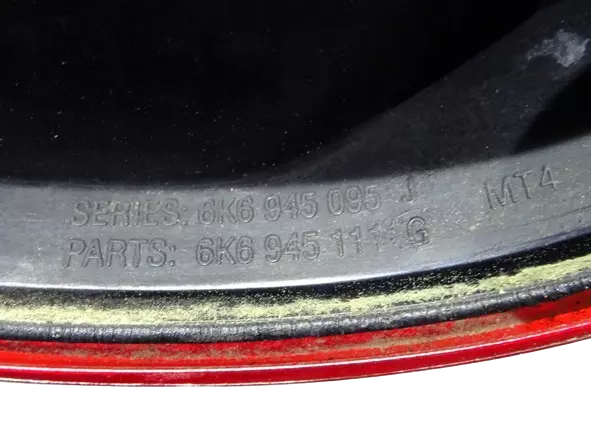 SERIES: 6K6 945 095 J MT4
PARTS: 6K6 945 111 G